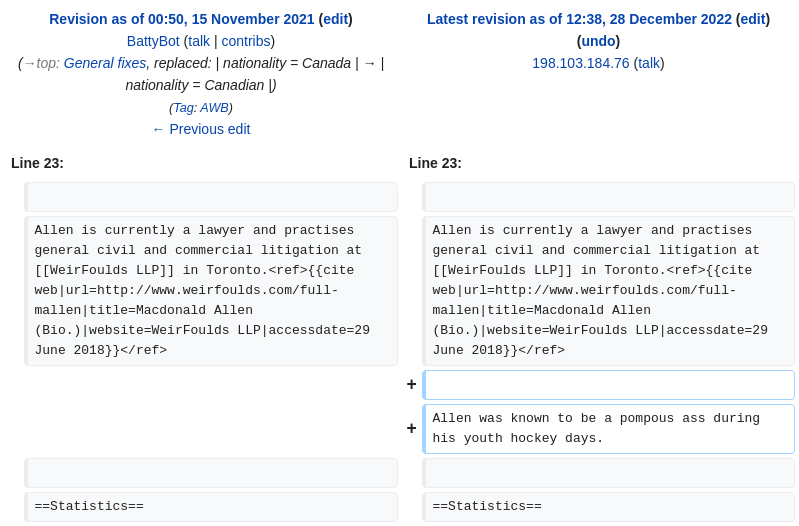 Revision as of 00:50, 15 November 2021 (edit)
BattyBot (talk | contribs)
(→top: General fixes, replaced: | nationality = Canada | → |
nationality = Canadian |)
(Tag: AWB)
← Previous edit
Latest revision as of 12:38, 28 December 2022 (edit)
(undo)
198.103.184.76 (talk)
Line 23:
Line 23:
Allen is currently a lawyer and practises
general civil and commercial litigation at
[[WeirFoulds LLP]] in Toronto.<ref>{{cite
web|url=http://www.weirfoulds.com/full-
mallen|title=Macdonald Allen
(Bio.)|website=WeirFoulds LLP|accessdate=29
June 2018}}</ref>
Allen is currently a lawyer and practises
general civil and commercial litigation at
[[WeirFoulds LLP]] in Toronto.<ref>{{cite
web|url=http://www.weirfoulds.com/full-
mallen|title=Macdonald Allen
(Bio.)|website=WeirFoulds LLP|accessdate=29
June 2018}}</ref>
+
+
Allen was known to be a pompous ass during
his youth hockey days.
==Statistics==
==Statistics==